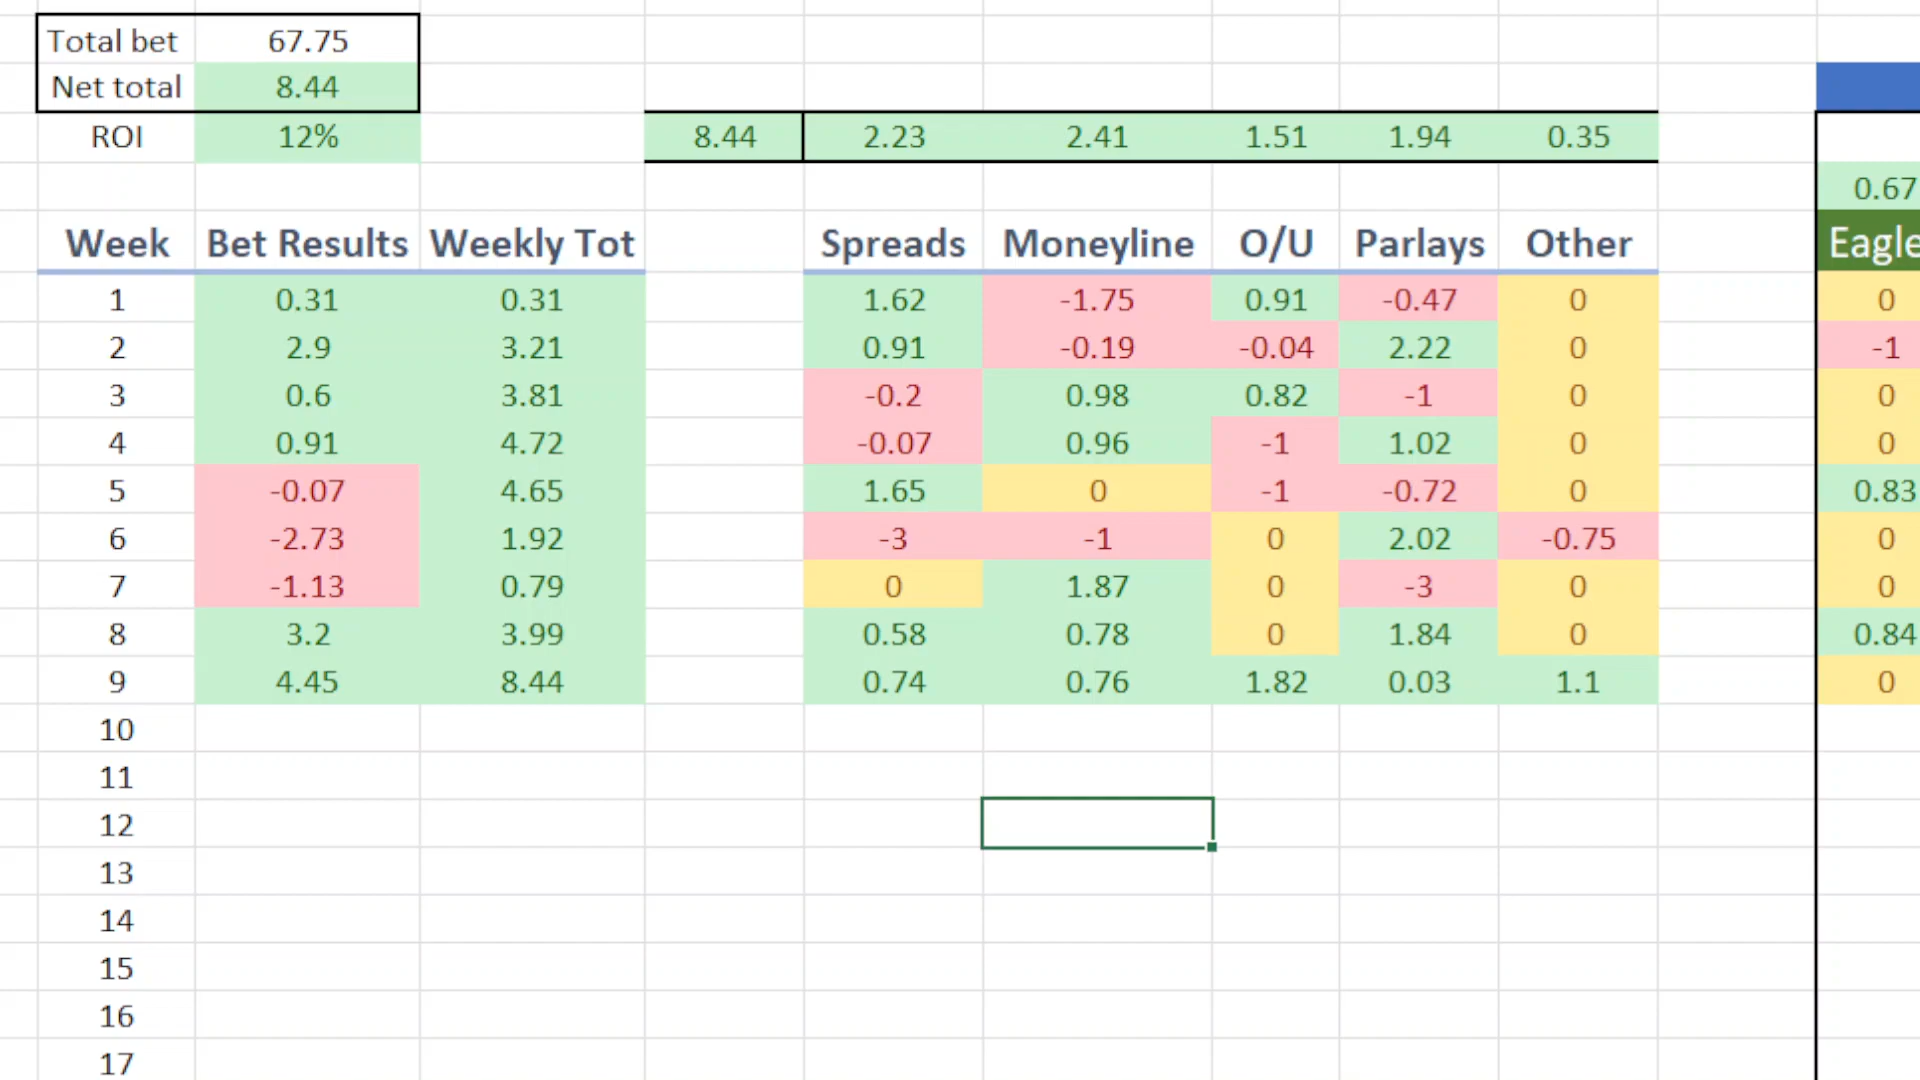 Total bet 67.75
Net total 8.44
ROI 12% 8.44 2.23 2.41 1.51 1.94 0.35
0.67
Week Bet Results Weekly Tot Spreads Moneyline O/U Parlays Other Eagle
1 0.31 0.31 1.62 -1.75 0.91 -0.47 0 0
2 2.9 3.21 0.91 -0.19 -0.04 2.22 0 -1
3 0.6 3.81 -0.2 0.98 0.82 -1 0 0
4 0.91 4.72 -0.07 0.96 -1 1.02 0 0
5 -0.07 4.65 1.65 0 -1 -0.72 0 0.83
6 -2.73 1.92 -3 -1 0 2.02 -0.75 0
7 -1.13 0.79 0 1.87 0 -3 0 0
8 3.2 3.99 0.58 0.78 0 1.84 0 0.84
9 4.45 8.44 0.74 0.76 1.82 0.03 1.1 0
10
11
12
13
14
15
16
17